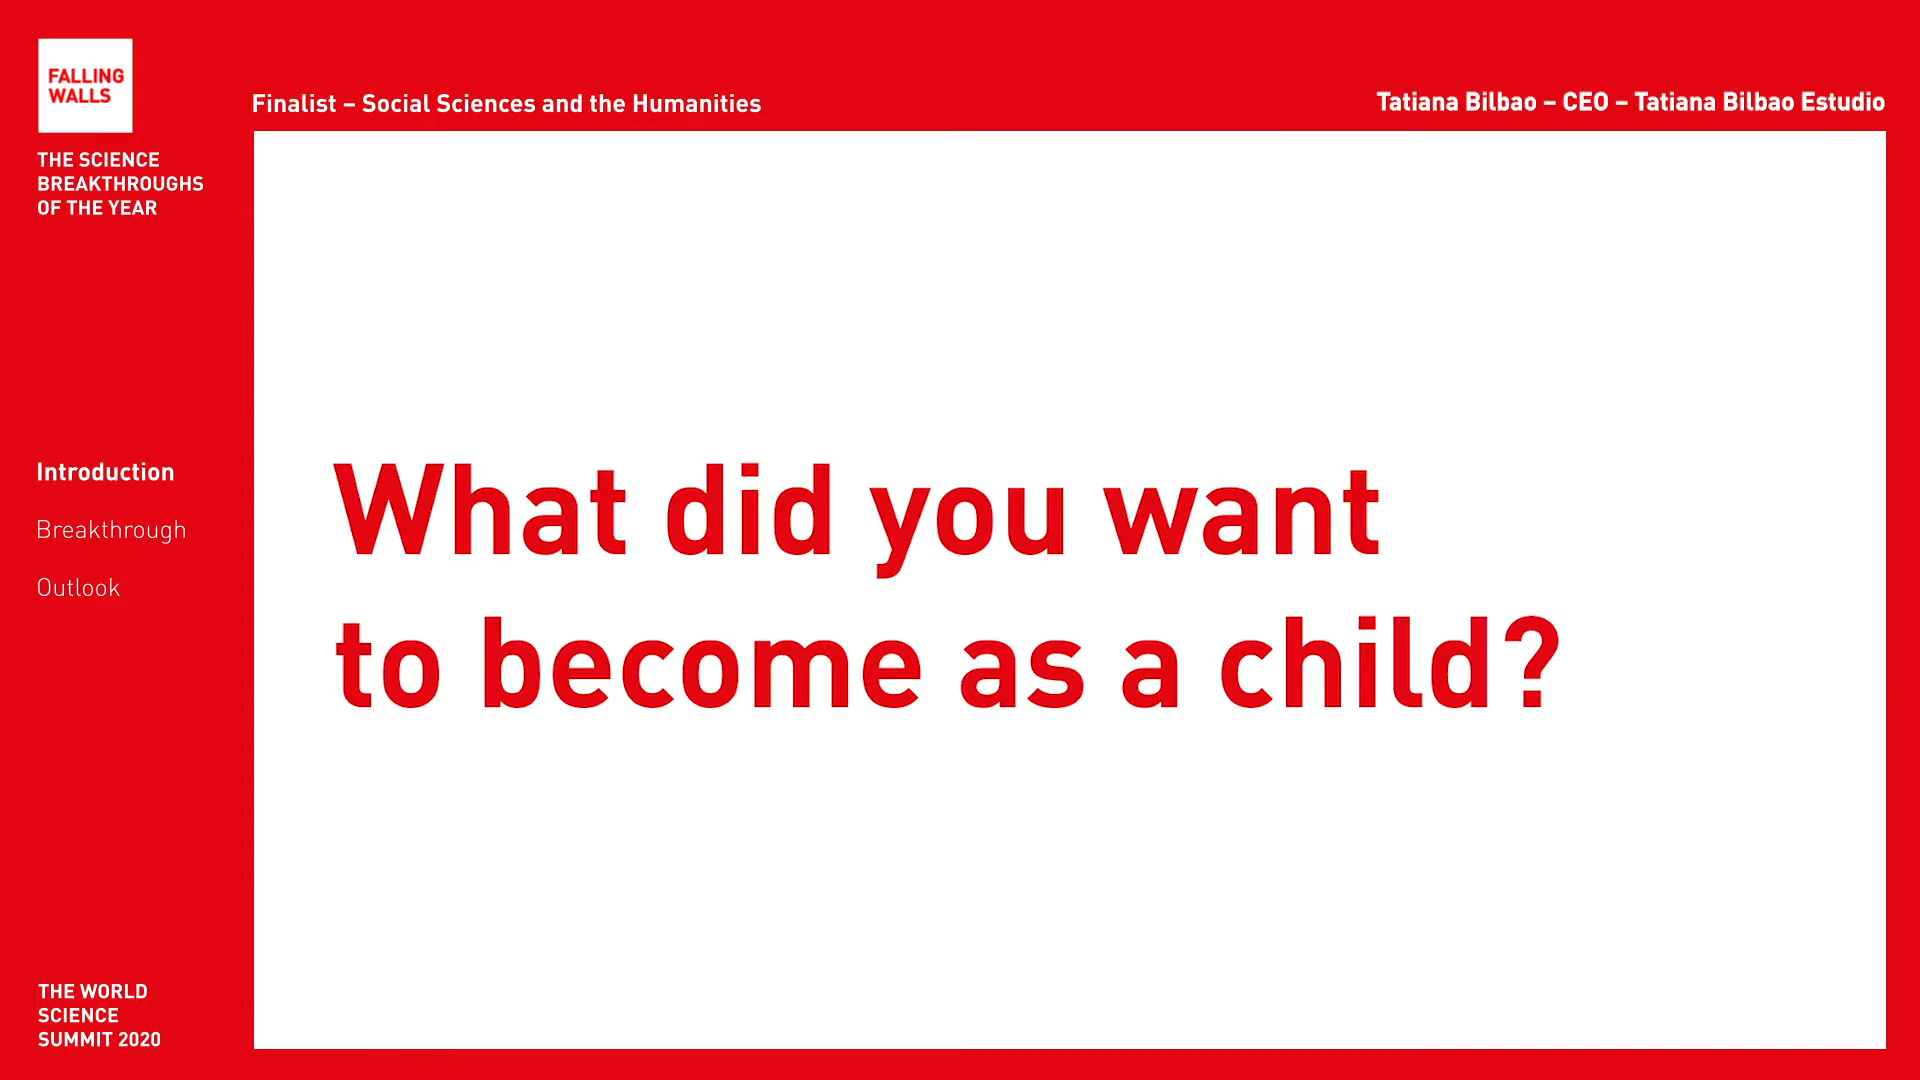 FALLING
WALLS
THE SCIENCE
BREAKTHROUGHS
OF THE YEAR
Finalist – Social Sciences and the Humanities
Tatiana Bilbao – CEO – Tatiana Bilbao Estudio
Introduction
Breakthrough
Outlook
What did you want
to become as a child?
THE WORLD
SCIENCE
SUMMIT 2020